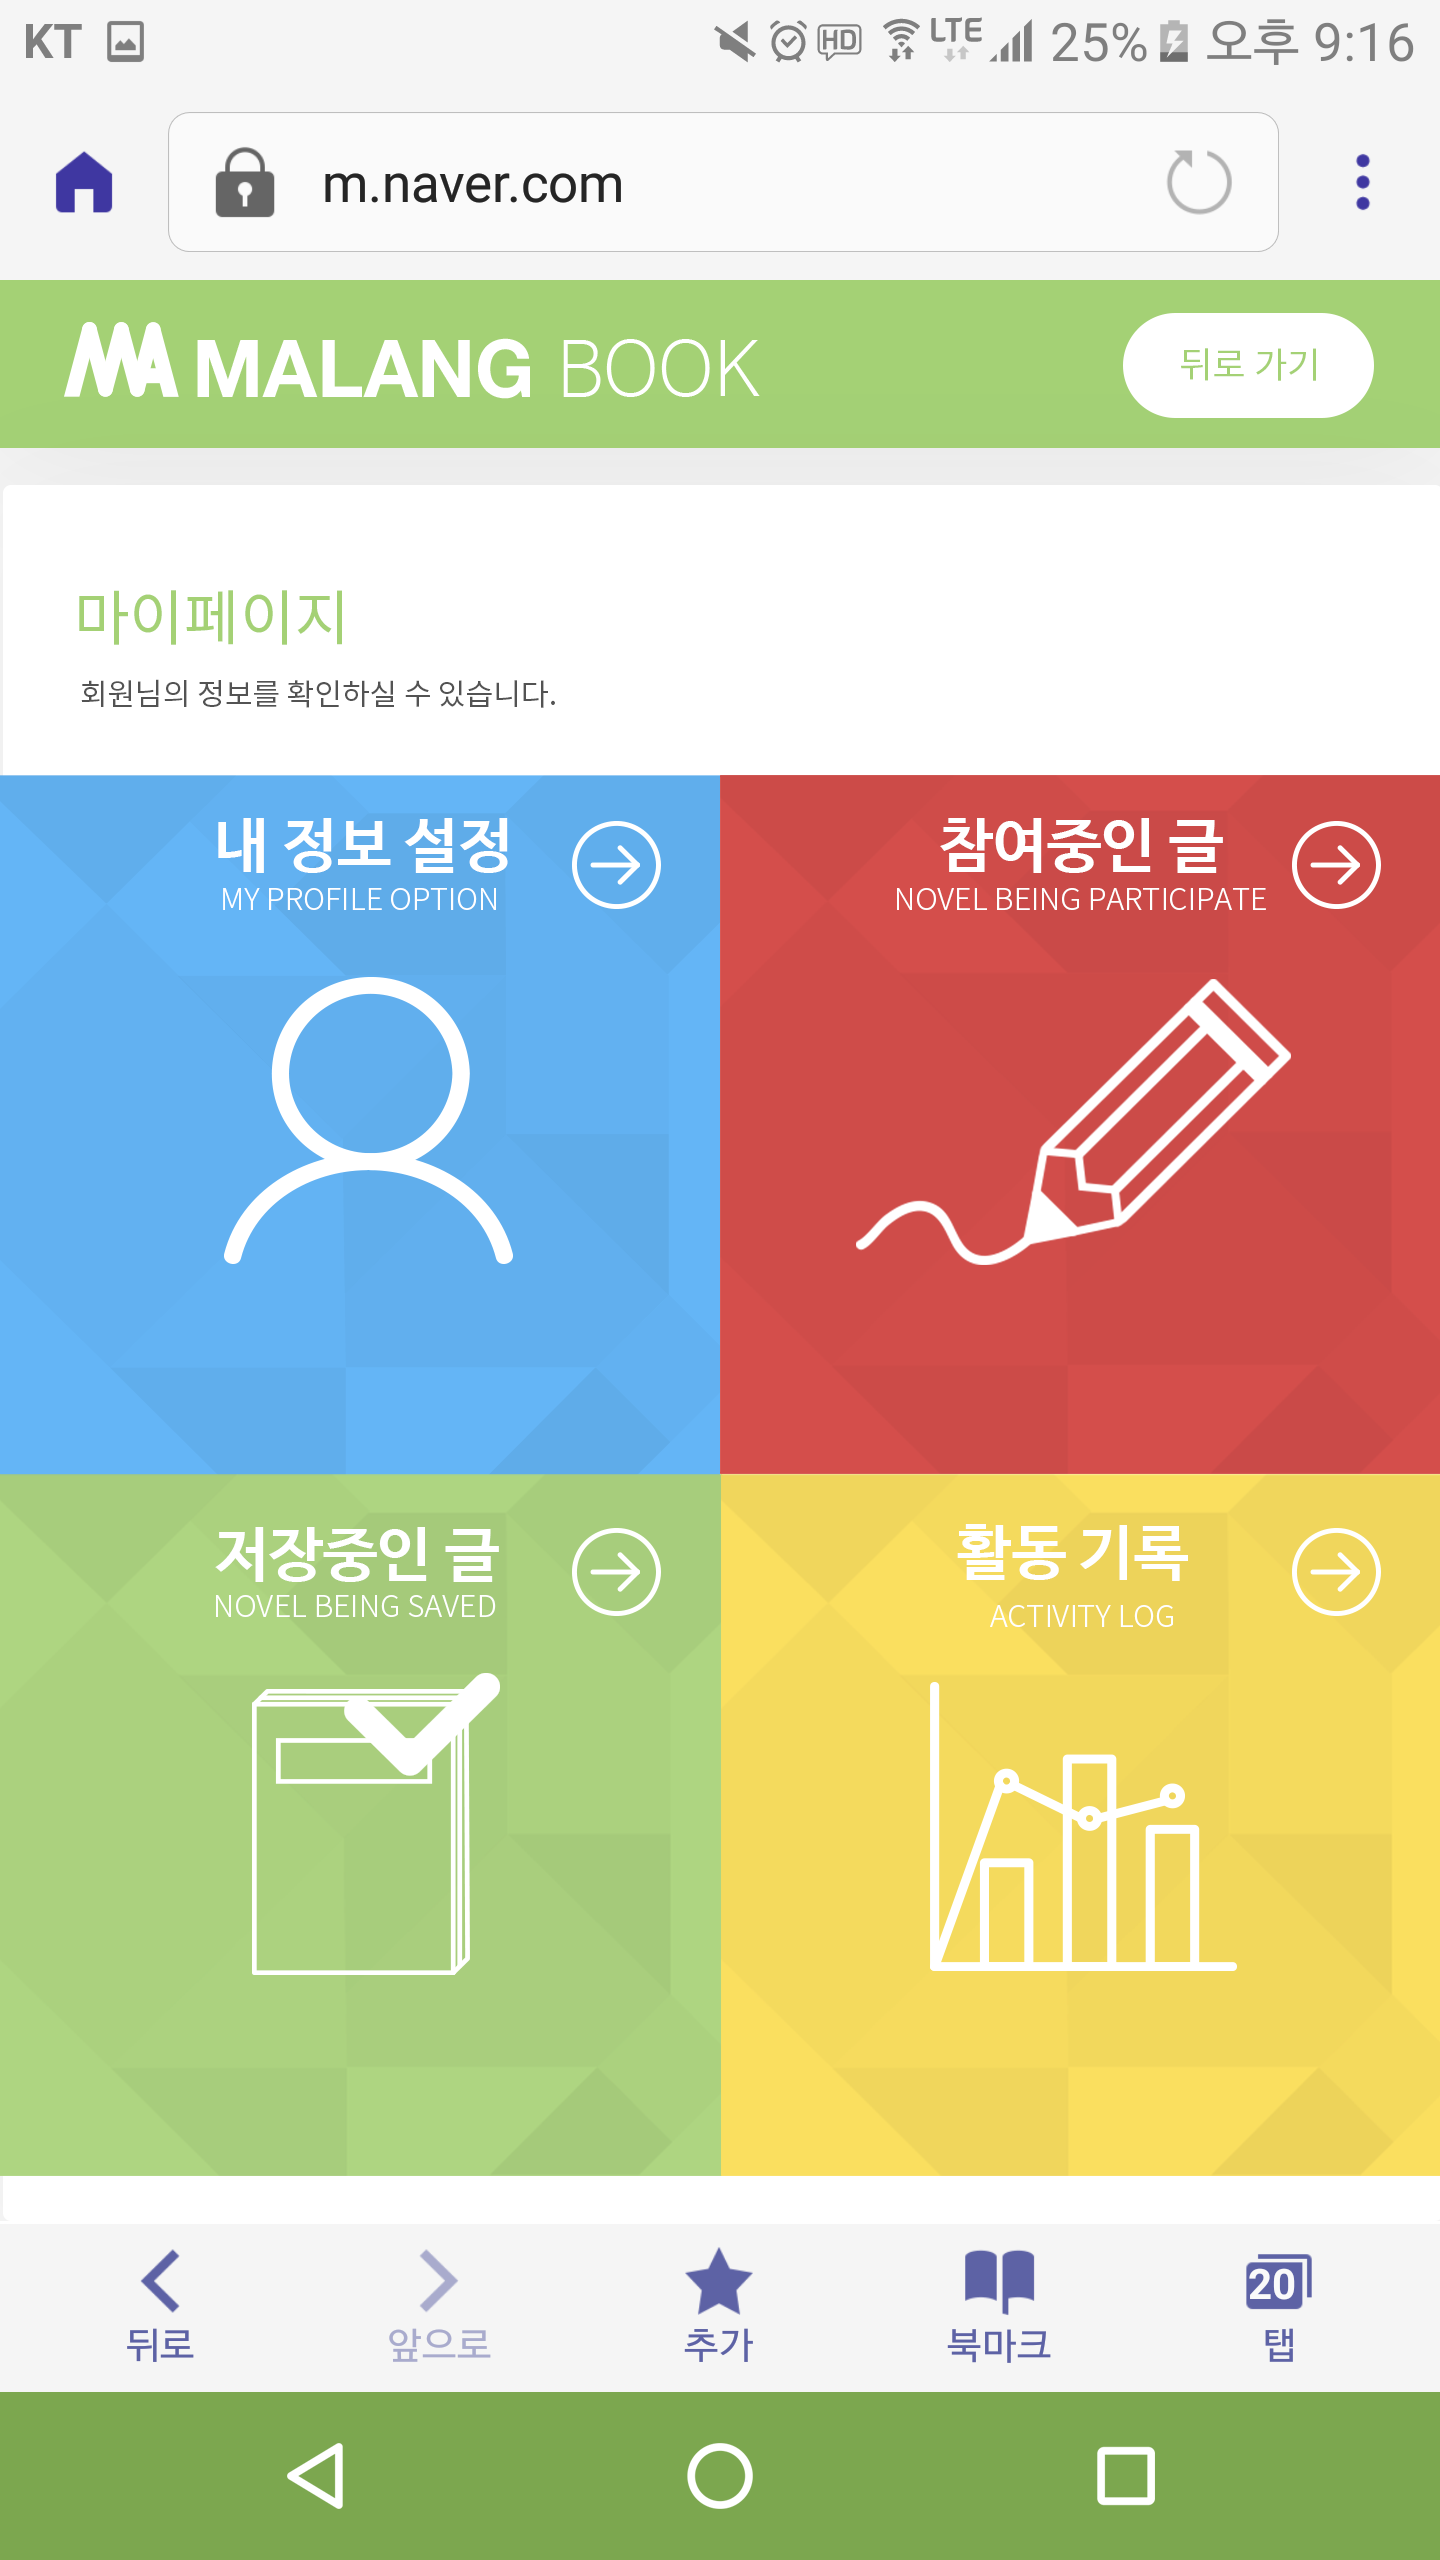 KT
HD LTE 25% 오후 9:16
m.naver.com
MALANG BOOK
뒤로 가기
마이페이지
회원님의 정보를 확인하실 수 있습니다.
내 정보 설정
MY PROFILE OPTION
참여중인 글
NOVEL BEING PARTICIPATE
저장중인 글
NOVEL BEING SAVED
활동 기록
ACTIVITY LOG
뒤로
앞으로
추가
북마크
20
탭